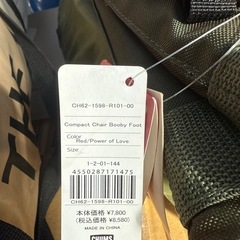 CH62-1598-R101-00
Compact Chair Booby Foot
Color
Red/Power of Love
Size
1-2-01-144
4550287171475
CH62-1598-R101-00
本体価格 ¥7,800
(税込価格 ¥8,580)
MADE IN CHINA
CHUMS
THE